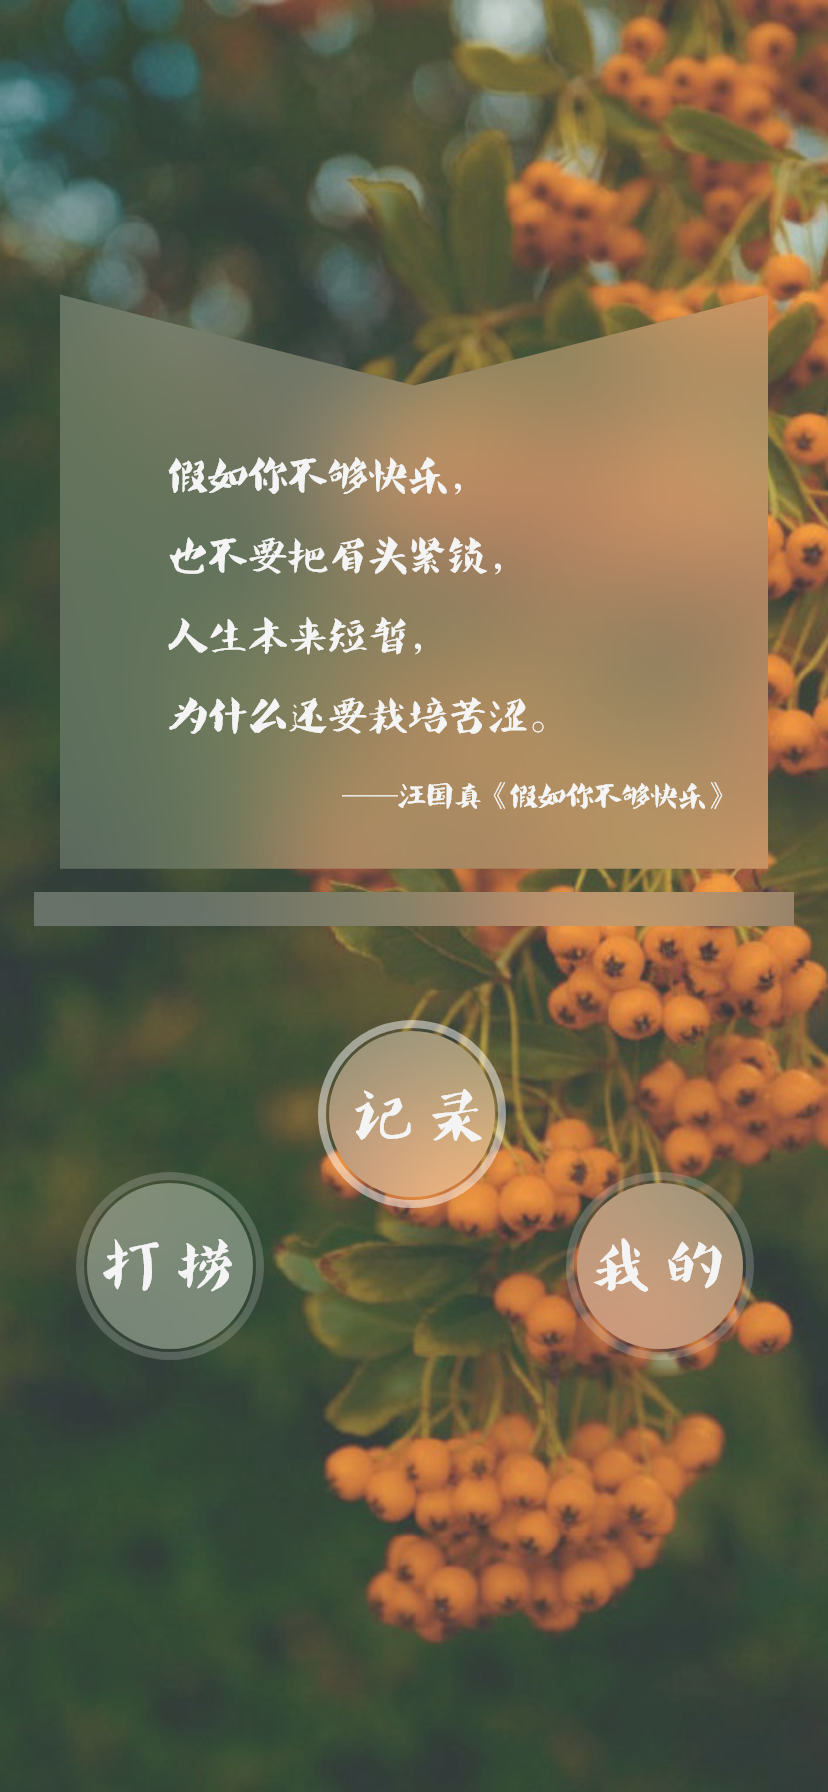 假如你不够快乐，
也不要把眉头紧锁，
人生本来短暂，
为什么还要栽培苦涩。
——汪国真《假如你不够快乐》
记录
打捞
我的